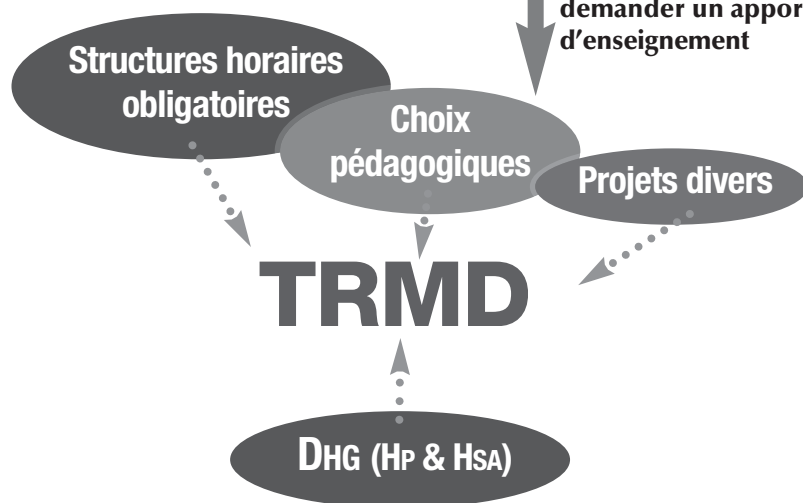 demander un appor
d'enseignement
Structures horaires
obligatoires
Choix
pédagogiques
Projets divers
TRMD
DHG (HP & HSA)